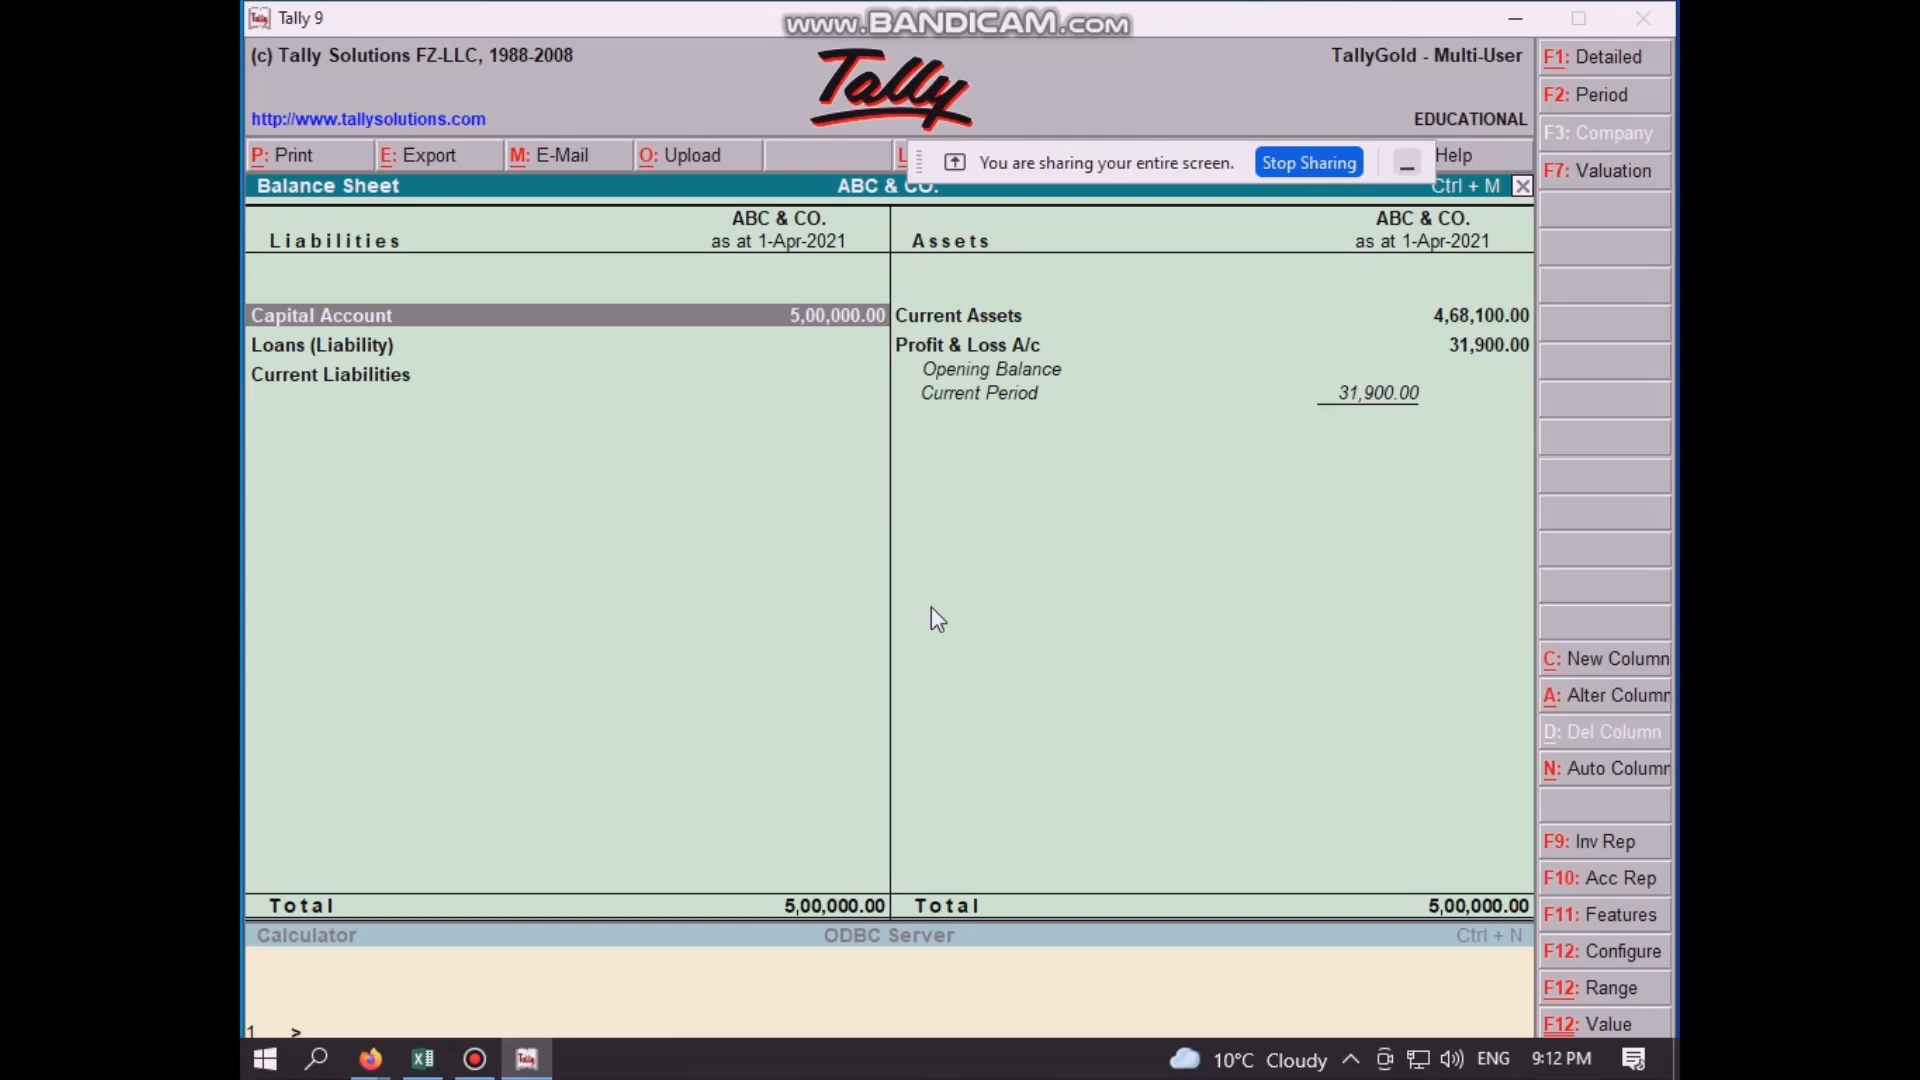 Tally 9
www.BANDICAM.com
(c) Tally Solutions FZ-LLC, 1988-2008
Tally
TallyGold - Multi-User
http://www.tallysolutions.com
EDUCATIONAL
P: Print
E: Export
M: E-Mail
O: Upload
L
You are sharing your entire screen.
Stop Sharing
Help
Balance Sheet
ABC & CO.
Ctrl + M
Liabilities
ABC & CO.
as at 1-Apr-2021
Assets
ABC & CO.
as at 1-Apr-2021
Capital Account 5,00,000.00
Loans (Liability)
Current Liabilities
Current Assets 4,68,100.00
Profit & Loss A/c 31,900.00
Opening Balance
Current Period 31,900.00
Total 5,00,000.00
Total 5,00,000.00
Calculator
ODBC Server
Ctrl + N
1 >
F1: Detailed
F2: Period
F3: Company
F7: Valuation
C: New Column
A: Alter Column
D: Del Column
N: Auto Column
F9: Inv Rep
F10: Acc Rep
F11: Features
F12: Configure
F12: Range
F12: Value
10°C Cloudy
ENG
9:12 PM